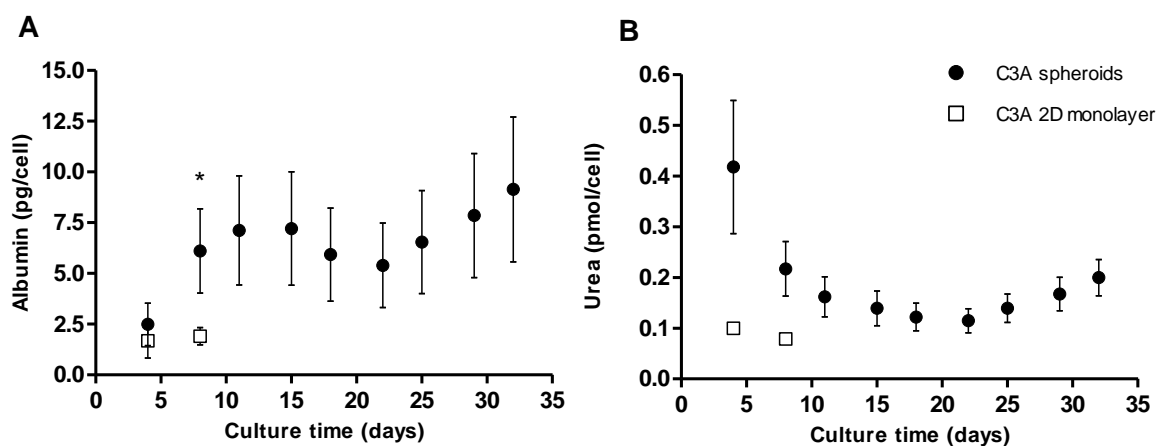 A
Albumin (pg/cell)
15.0
12.5
10.0
7.5
5.0
2.5
0.0
*
0 5 10 15 20 25 30 35
Culture time (days)
B
Urea (pmol/cell)
0.6
0.5
0.4
0.3
0.2
0.1
0.0
C3A spheroids
C3A 2D monolayer
0 5 10 15 20 25 30 35
Culture time (days)